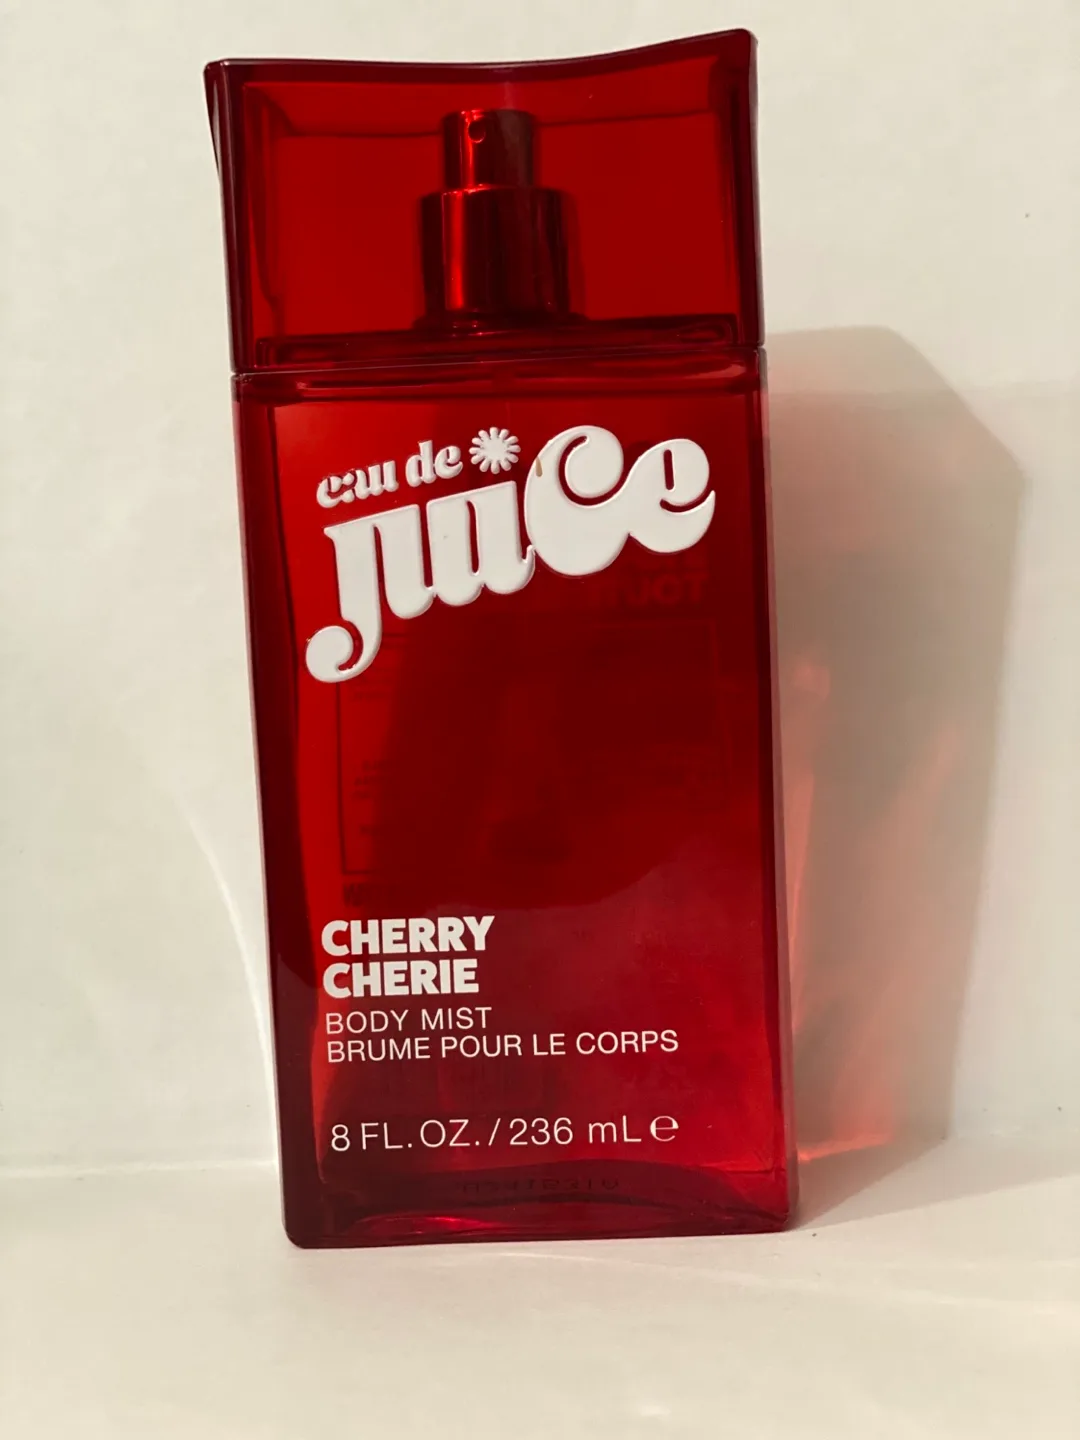 eau de
juice
CHERRY
CHERIE
BODY MIST
BRUME POUR LE CORPS
8 FL.OZ./236 mL ℮